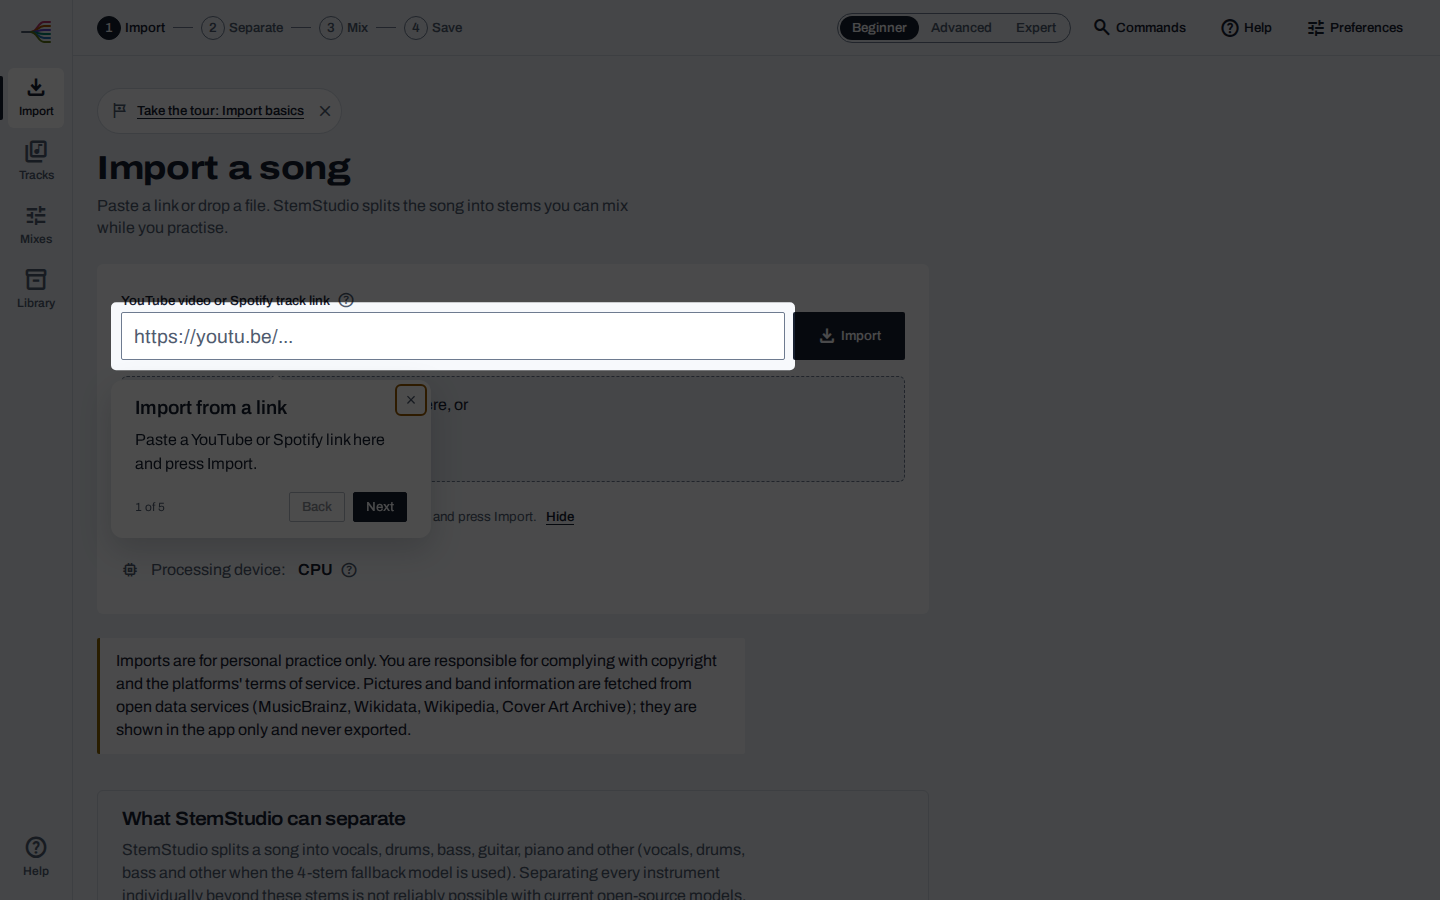 1 Import 2 Separate 3 Mix 4 Save
Beginner Advanced Expert
Commands Help Preferences
Import
Tracks
Mixes
Library
Help
Take the tour: Import basics
Import a song
Paste a link or drop a file. StemStudio splits the song into stems you can mix
while you practise.
YouTube video or Spotify track link ?
https://youtu.be/...
Import
re, or
Import from a link
Paste a YouTube or Spotify link here
and press Import.
1 of 5
Back Next
and press Import. Hide
Processing device: CPU ?
Imports are for personal practice only. You are responsible for complying with copyright
and the platforms' terms of service. Pictures and band information are fetched from
open data services (MusicBrainz, Wikidata, Wikipedia, Cover Art Archive); they are
shown in the app only and never exported.
What StemStudio can separate
StemStudio splits a song into vocals, drums, bass, guitar, piano and other (vocals, drums,
bass and other when the 4-stem fallback model is used). Separating every instrument
individually beyond these stems is not reliably possible with current open-source models.